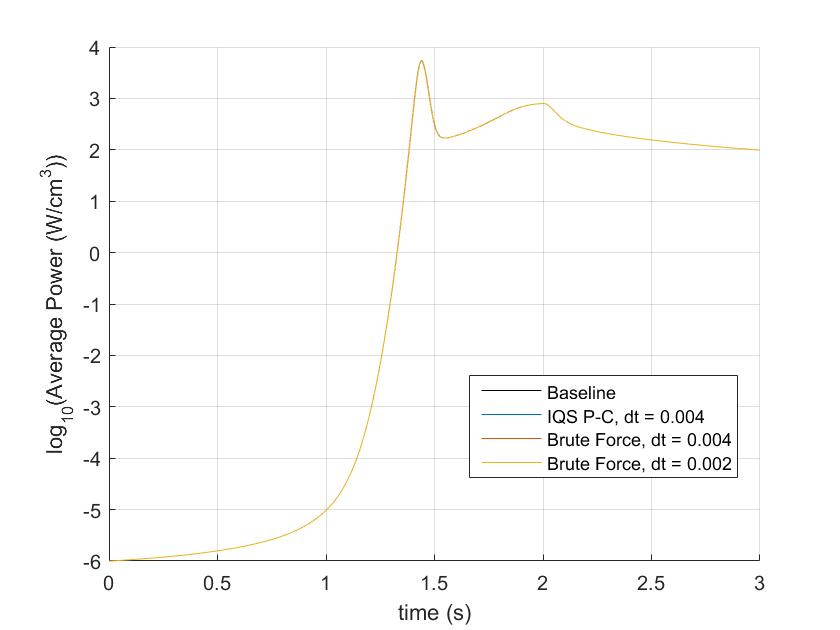 4
3
2
1
0
-1
-2
-3
-4
-5
-6
log10(Average Power (W/cm3))
Baseline
IQS P-C, dt = 0.004
Brute Force, dt = 0.004
Brute Force, dt = 0.002
0 0.5 1 1.5 2 2.5 3
time (s)